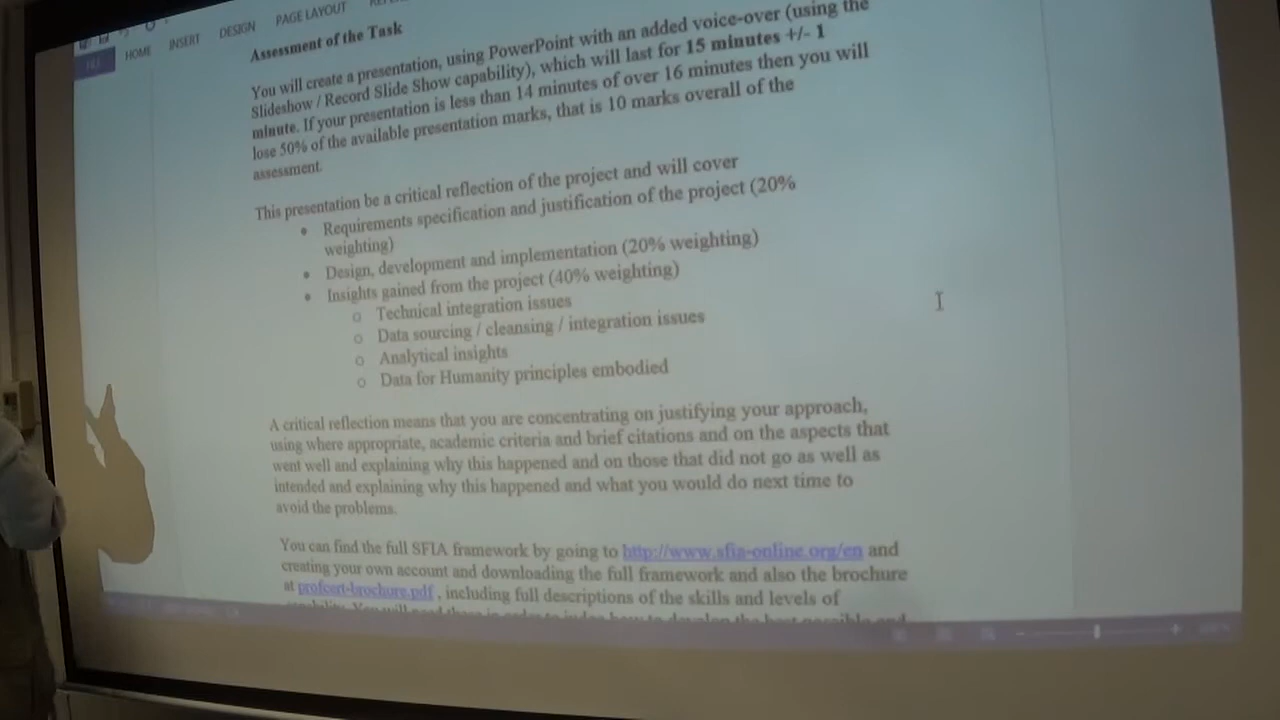 HOME INSERT DESIGN PAGE LAYOUT
Assessment of the Task
You will create a presentation, using PowerPoint with an added voice-over (using the
Slideshow / Record Slide Show capability), which will last for 15 minutes +/- 1
minute. If your presentation is less than 14 minutes of over 16 minutes then you will
lose 50% of the available presentation marks, that is 10 marks overall of the
assessment.
This presentation be a critical reflection of the project and will cover
• Requirements specification and justification of the project (20%
weighting)
• Design, development and implementation (20% weighting)
• Insights gained from the project (40% weighting)
o Technical integration issues
o Data sourcing / cleansing / integration issues
o Analytical insights
o Data for Humanity principles embodied
A critical reflection means that you are concentrating on justifying your approach,
using where appropriate, academic criteria and brief citations and on the aspects that
went well and explaining why this happened and on those that did not go as well as
intended and explaining why this happened and what you would do next time to
avoid the problems.
You can find the full SFIA framework by going to http://www.sfia-online.org/en and
creating your own account and downloading the full framework and also the brochure
at profcert-brochure.pdf , including full descriptions of the skills and levels of